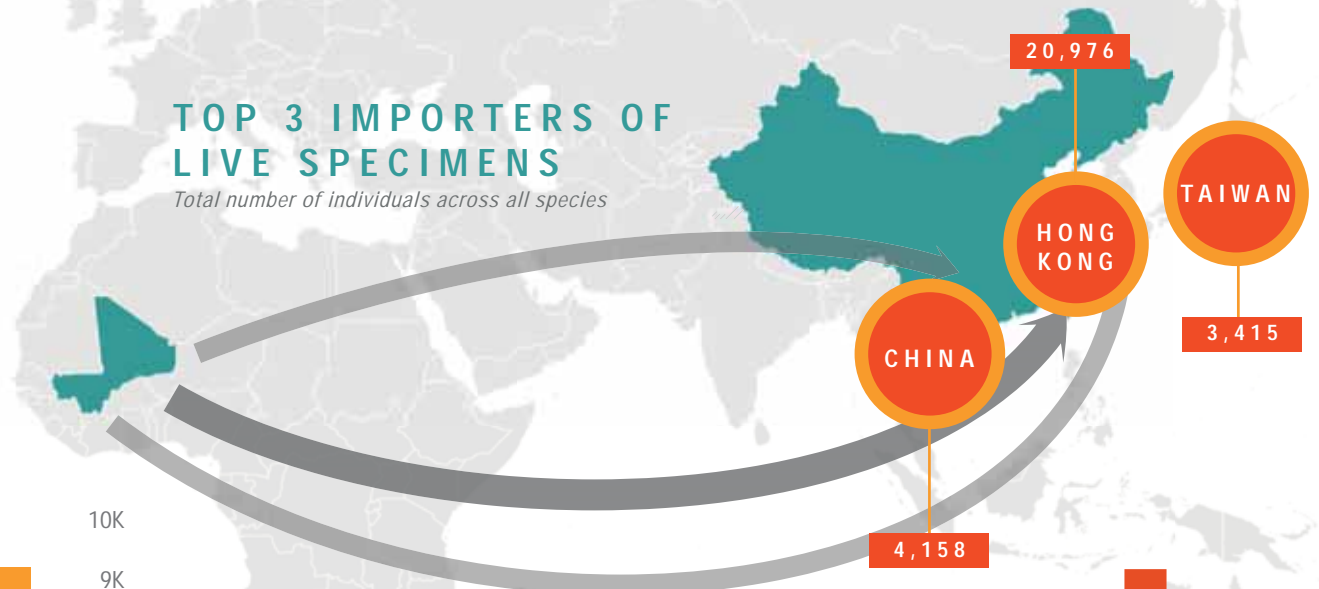 TOP 3 IMPORTERS OF
LIVE SPECIMENS
Total number of individuals across all species
20,976
HONG
KONG
TAIWAN
3,415
CHINA
4,158
10K
9K